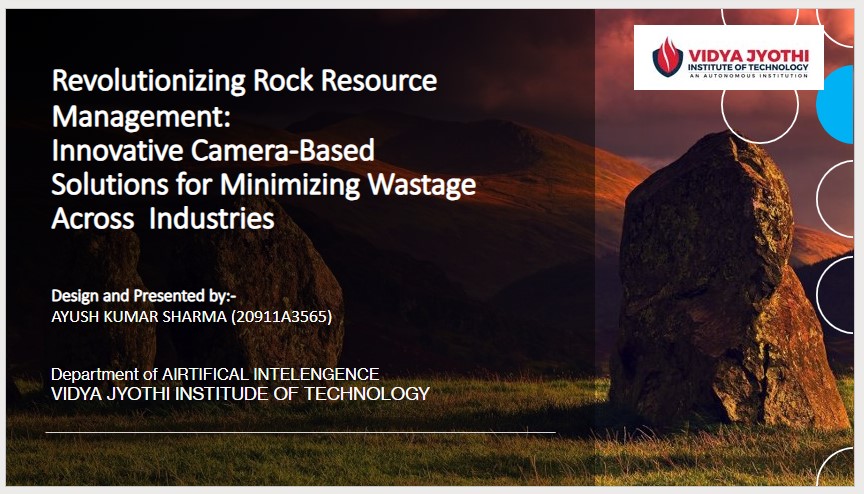 VIDYA JYOTHI
INSTITUTE OF TECHNOLOGY
AN AUTONOMOUS INSTITUTION
Revolutionizing Rock Resource
Management:
Innovative Camera-Based
Solutions for Minimizing Wastage
Across  Industries
Design and Presented by:-
AYUSH KUMAR SHARMA (20911A3565)
Department of AIRTIFICAL INTELENGENCE
VIDYA JYOTHI INSTITUDE OF TECHNOLOGY